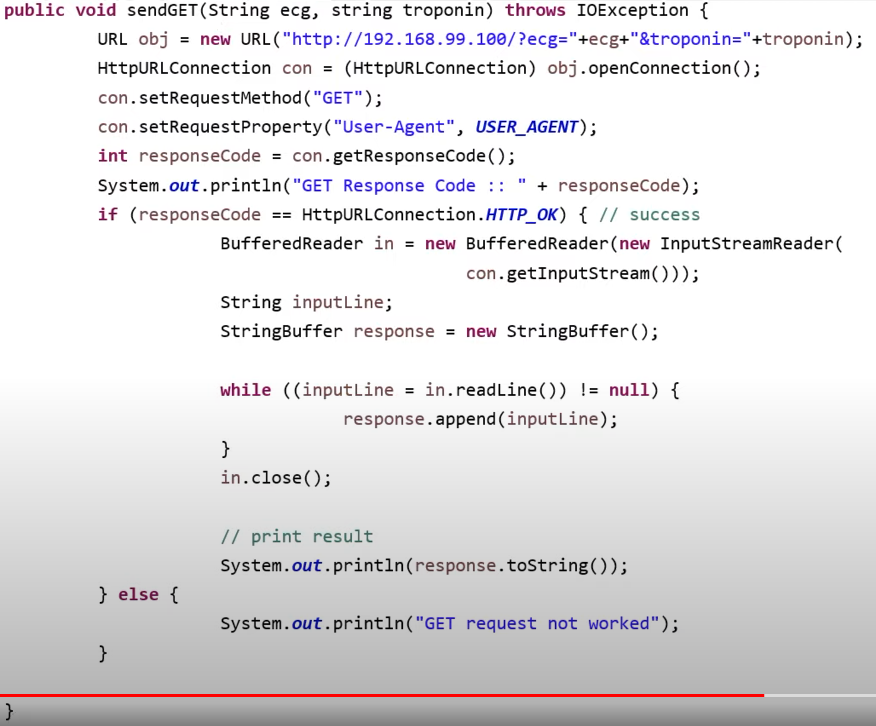 public void sendGET(String ecg, string troponin) throws IOException {
URL obj = new URL("http://192.168.99.100/?ecg="+ecg+"&troponin="+troponin);
HttpURLConnection con = (HttpURLConnection) obj.openConnection();
con.setRequestMethod("GET");
con.setRequestProperty("User-Agent", USER_AGENT);
int responseCode = con.getResponseCode();
System.out.println("GET Response Code :: " + responseCode);
if (responseCode == HttpURLConnection.HTTP_OK) { // success
BufferedReader in = new BufferedReader(new InputStreamReader(
con.getInputStream()));
String inputLine;
StringBuffer response = new StringBuffer();
while ((inputLine = in.readLine()) != null) {
response.append(inputLine);
}
in.close();
// print result
System.out.println(response.toString());
} else {
System.out.println("GET request not worked");
}
}